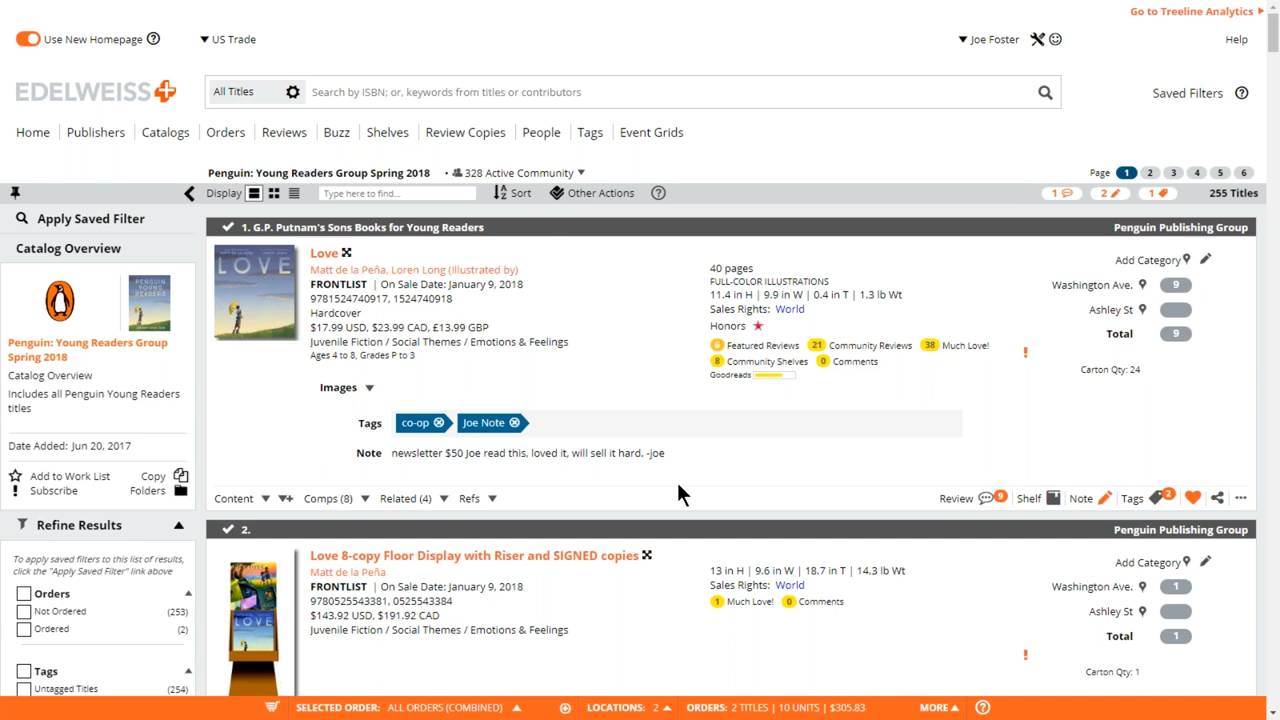 Go to Treeline Analytics
Use New Homepage ? US Trade Joe Foster Help
EDELWEISS+ All Titles Search by ISBN; or, keywords from titles or contributors Saved Filters ?
Home Publishers Catalogs Orders Reviews Buzz Shelves Review Copies People Tags Event Grids
Penguin: Young Readers Group Spring 2018 • 328 Active Community Page 1 2 3 4 5 6
Display Type here to find... Sort Other Actions ? 1 2 1 255 Titles
Apply Saved Filter
Catalog Overview
Penguin: Young Readers Group
Spring 2018
Catalog Overview
Includes all Penguin Young Readers
titles
Date Added: Jun 20, 2017
Add to Work List Copy
Subscribe Folders
Refine Results
To apply saved filters to this list of results,
click the "Apply Saved Filter" link above
Orders
Not Ordered (253)
Ordered (2)
Tags
Untagged Titles (254)
1. G.P. Putnam's Sons Books for Young Readers Penguin Publishing Group
LOVE
Love
Matt de la Peña, Loren Long (Illustrated by)
FRONTLIST | On Sale Date: January 9, 2018
9781524740917, 1524740918
Hardcover
$17.99 USD, $23.99 CAD, £13.99 GBP
Juvenile Fiction / Social Themes / Emotions & Feelings
Ages 4 to 8, Grades P to 3
40 pages
FULL-COLOR ILLUSTRATIONS
11.4 in H | 9.9 in W | 0.4 in T | 1.3 lb Wt
Sales Rights: World
Honors
6 Featured Reviews 21 Community Reviews 38 Much Love!
8 Community Shelves 0 Comments
Goodreads
Add Category
Washington Ave. 9
Ashley St
Total 9
Carton Qty: 24
Images
Tags co-op Joe Note
Note newsletter $50 Joe read this, loved it, will sell it hard. -joe
Content Comps (8) Related (4) Refs Review 9 Shelf Note Tags 2
2. Penguin Publishing Group
Love 8-copy Floor Display with Riser and SIGNED copies
Matt de la Peña
FRONTLIST | On Sale Date: January 9, 2018
9780525543381, 0525543384
$143.92 USD, $191.92 CAD
Juvenile Fiction / Social Themes / Emotions & Feelings
13 in H | 9.6 in W | 18.7 in T | 14.3 lb Wt
Sales Rights: World
1 Much Love! 0 Comments
Add Category
Washington Ave. 1
Ashley St
Total 1
Carton Qty: 1
SELECTED ORDER: ALL ORDERS (COMBINED) LOCATIONS: 2 ORDERS: 2 TITLES | 10 UNITS | $305.83 MORE ?